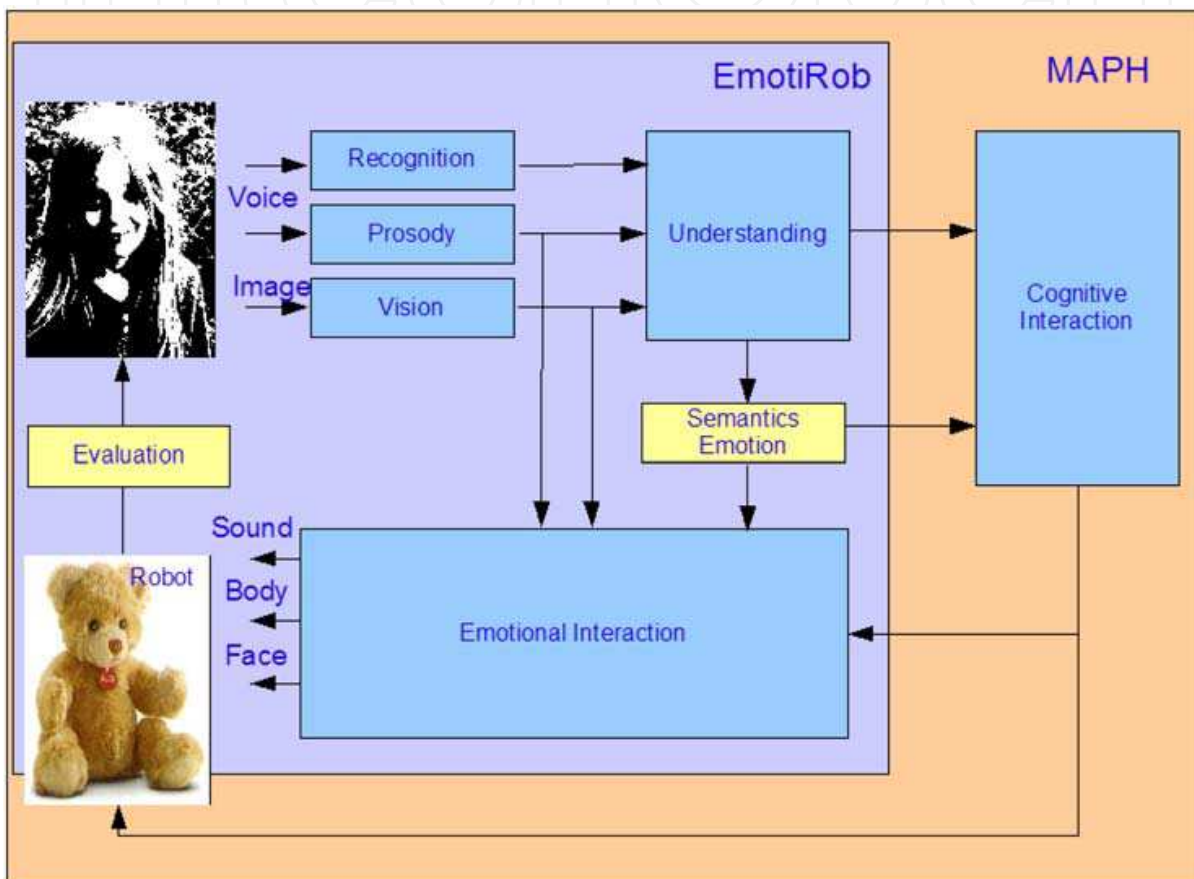 EmotiRob
MAPH
Recognition
Voice
Prosody
Understanding
Image
Vision
Cognitive
Interaction
Semantics
Emotion
Evaluation
Sound
Robot
Body
Emotional Interaction
Face